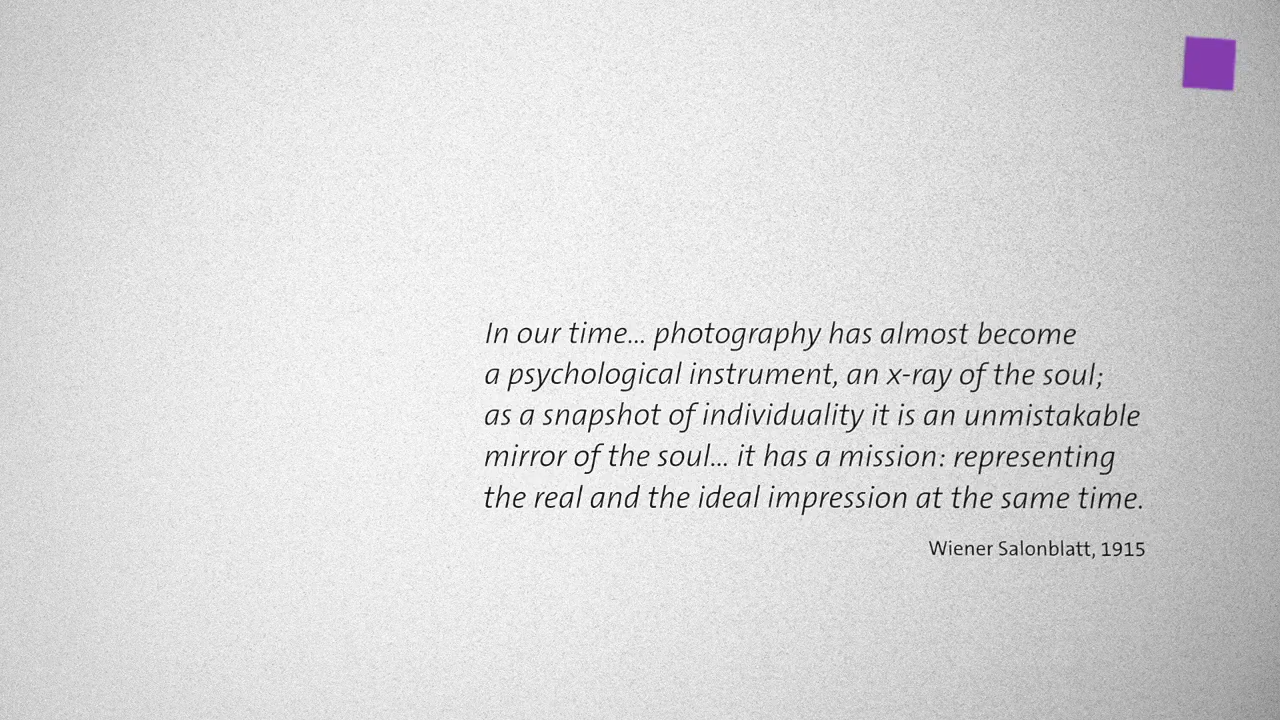 In our time... photography has almost become
a psychological instrument, an x-ray of the soul;
as a snapshot of individuality it is an unmistakable
mirror of the soul... it has a mission: representing
the real and the ideal impression at the same time.
Wiener Salonblatt, 1915